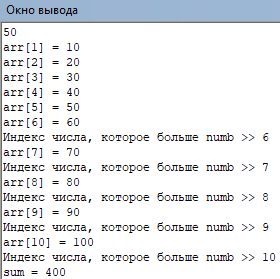 Окно вывода
50
arr[1] = 10
arr[2] = 20
arr[3] = 30
arr[4] = 40
arr[5] = 50
arr[6] = 60
Индекс числа, которое больше numb >> 6
arr[7] = 70
Индекс числа, которое больше numb >> 7
arr[8] = 80
Индекс числа, которое больше numb >> 8
arr[9] = 90
Индекс числа, которое больше numb >> 9
arr[10] = 100
Индекс числа, которое больше numb >> 10
sum = 400